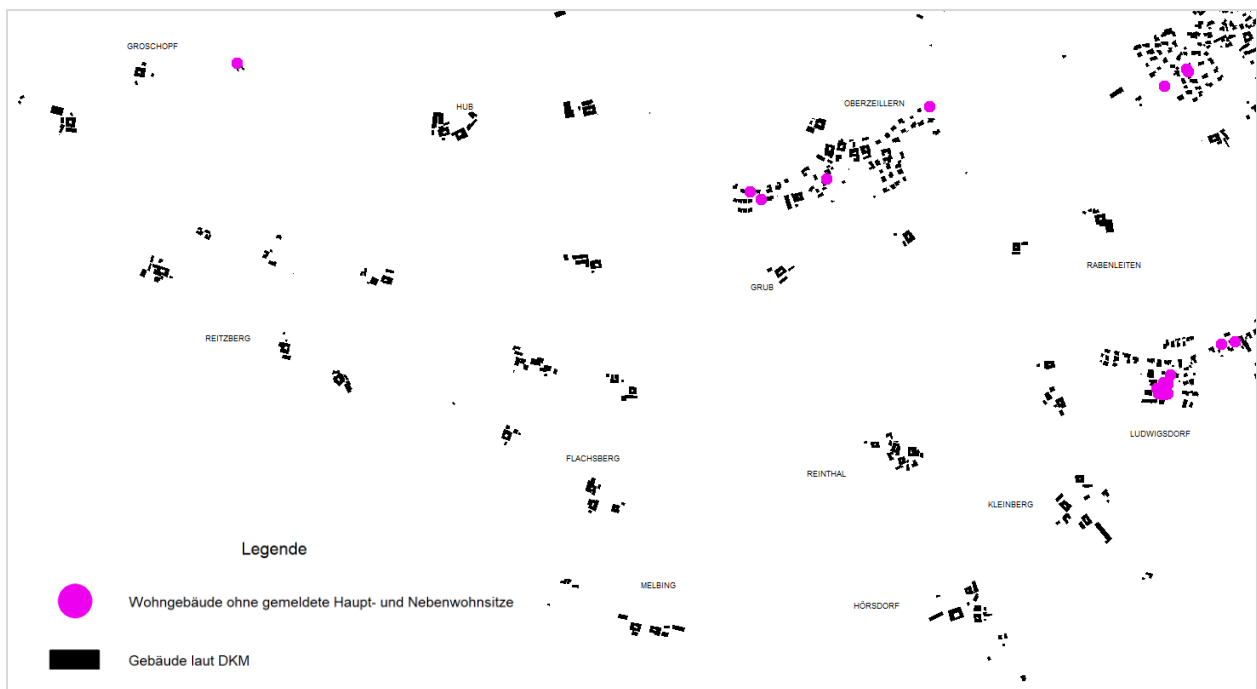 GROSCHOPF
HUB
OBERZEILLERN
RABENLEITEN
GRUB
REITZBERG
LUDWIGSDORF
FLACHSBERG
REINTHAL
KLEINBERG
Legende
MELBING
Wohngebäude ohne gemeldete Haupt- und Nebenwohnsitze
HÖRSDORF
Gebäude laut DKM